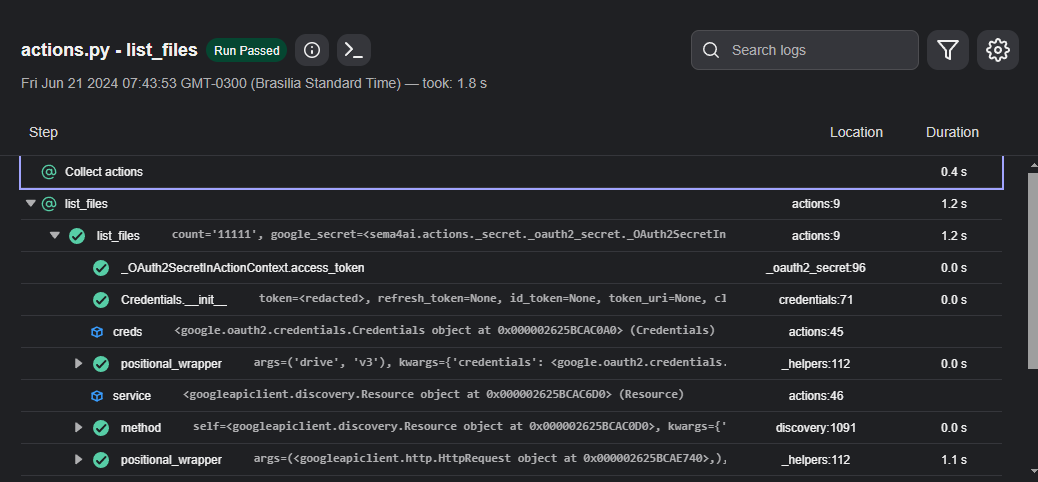 actions.py - list_files Run Passed Search logs
Fri Jun 21 2024 07:43:53 GMT-0300 (Brasilia Standard Time) — took: 1.8 s
Step Location Duration
Collect actions 0.4 s
list_files actions:9 1.2 s
list_files count='11111', google_secret=<sema4ai.actions._secret._oauth2_secret._OAuth2SecretIn actions:9 1.2 s
_OAuth2SecretInActionContext.access_token _oauth2_secret:96 0.0 s
Credentials.__init__ token=<redacted>, refresh_token=None, id_token=None, token_uri=None, cl credentials:71 0.0 s
creds <google.oauth2.credentials.Credentials object at 0x000002625BCAC0A0> (Credentials) actions:45
positional_wrapper args=('drive', 'v3'), kwargs={'credentials': <google.oauth2.credentials. _helpers:112 0.0 s
service <googleapiclient.discovery.Resource object at 0x000002625BCAC6D0> (Resource) actions:46
method self=<googleapiclient.discovery.Resource object at 0x000002625BCAC0D0>, kwargs={' discovery:1091 0.0 s
positional_wrapper args=(<googleapiclient.http.HttpRequest object at 0x000002625BCAE740>,), _helpers:112 1.1 s